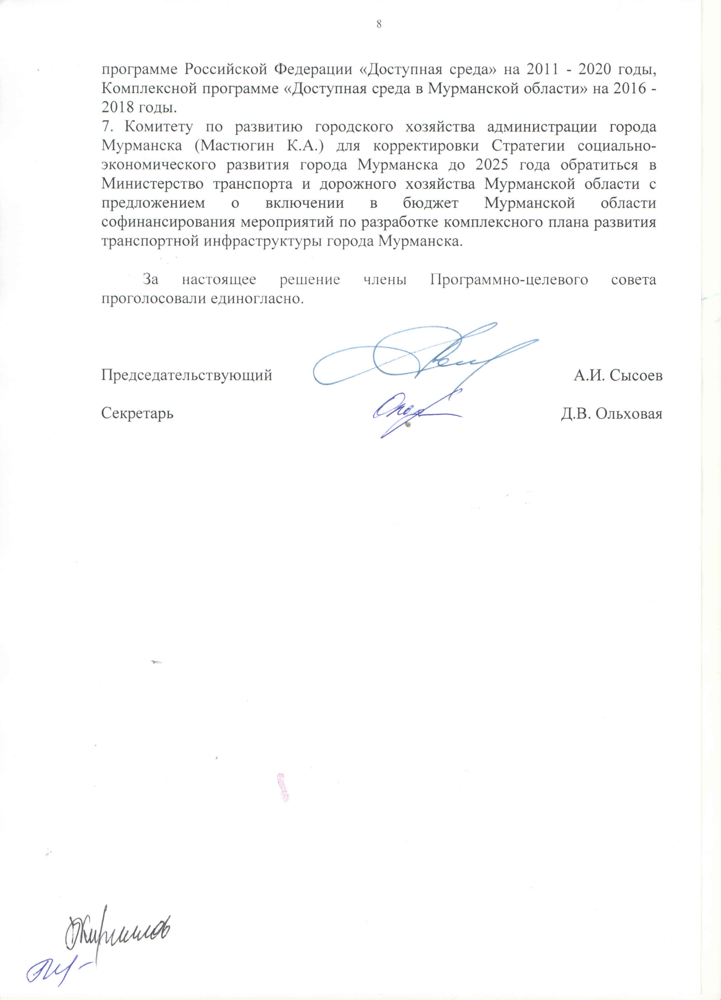 8
программе Российской Федерации «Доступная среда» на 2011 - 2020 годы,
Комплексной программе «Доступная среда в Мурманской области» на 2016 -
2018 годы.
7. Комитету по развитию городского хозяйства администрации города
Мурманска (Мастюгин К.А.) для корректировки Стратегии социально-
экономического развития города Мурманска до 2025 года обратиться в
Министерство транспорта и дорожного хозяйства Мурманской области с
предложением о включении в бюджет Мурманской области
софинансирования мероприятий по разработке комплексного плана развития
транспортной инфраструктуры города Мурманска.
За настоящее решение члены Программно-целевого совета
проголосовали единогласно.
Председательствующий А.И. Сысоев
Секретарь Д.В. Ольховая